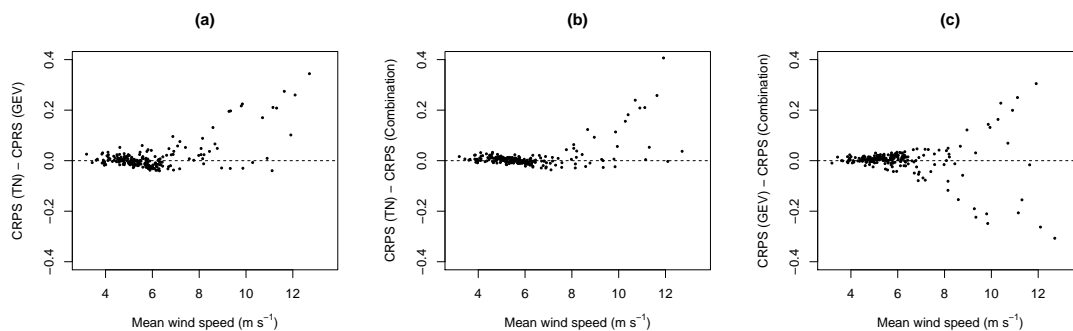 (a)
CRPS (TN) − CPRS (GEV)
0.4
0.2
0.0
−0.2
−0.4
4 6 8 10 12
Mean wind speed (m s⁻¹)
(b)
CRPS (TN) − CRPS (Combination)
0.4
0.2
0.0
−0.2
−0.4
4 6 8 10 12
Mean wind speed (m s⁻¹)
(c)
CRPS (GEV) − CRPS (Combination)
0.4
0.2
0.0
−0.2
−0.4
4 6 8 10 12
Mean wind speed (m s⁻¹)